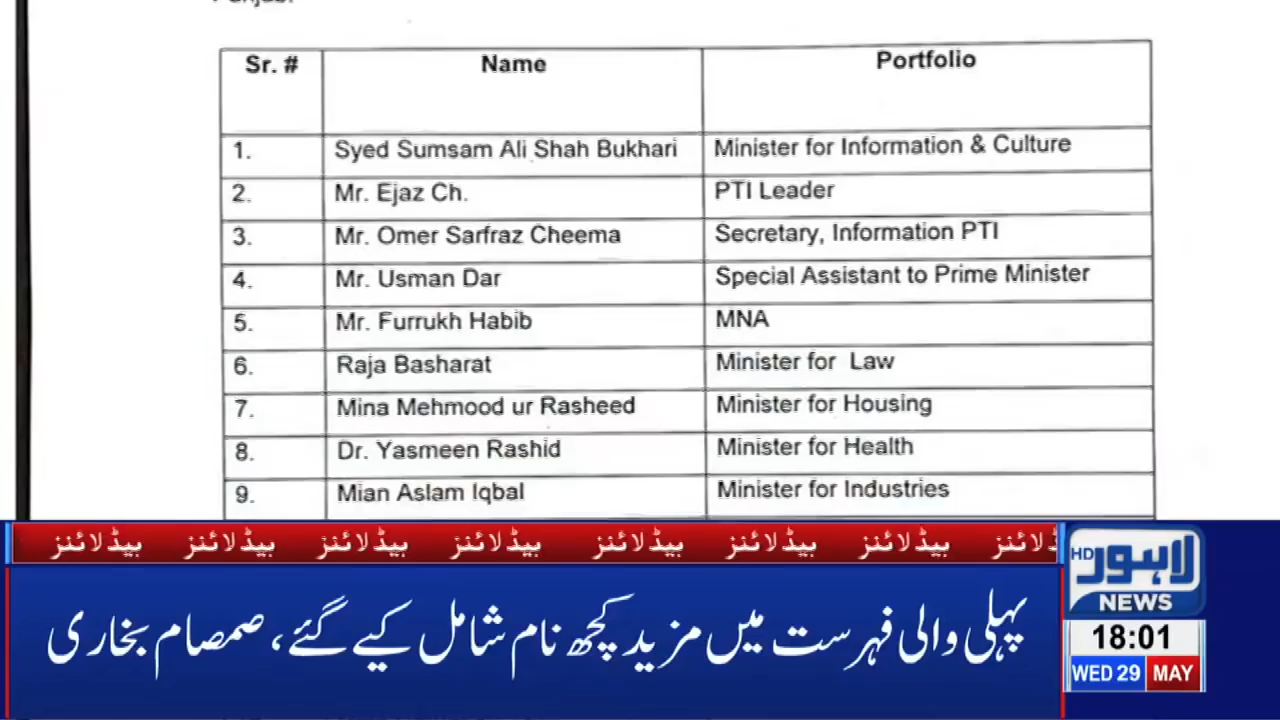 Punjab.
Sr. # Name Portfolio
1. Syed Sumsam Ali Shah Bukhari Minister for Information & Culture
2. Mr. Ejaz Ch. PTI Leader
3. Mr. Omer Sarfraz Cheema Secretary, Information PTI
4. Mr. Usman Dar Special Assistant to Prime Minister
5. Mr. Furrukh Habib MNA
6. Raja Basharat Minister for Law
7. Mina Mehmood ur Rasheed Minister for Housing
8. Dr. Yasmeen Rashid Minister for Health
9. Mian Aslam Iqbal Minister for Industries
ہیڈلائنز ہیڈلائنز ہیڈلائنز ہیڈلائنز ہیڈلائنز ہیڈلائنز ہیڈلائنز ڈلائنز
پہلی والی فہرست میں مزید کچھ نام شامل کیے گئے، صمصام بخاری
HD لاہور
NEWS
18:01
WED 29 MAY